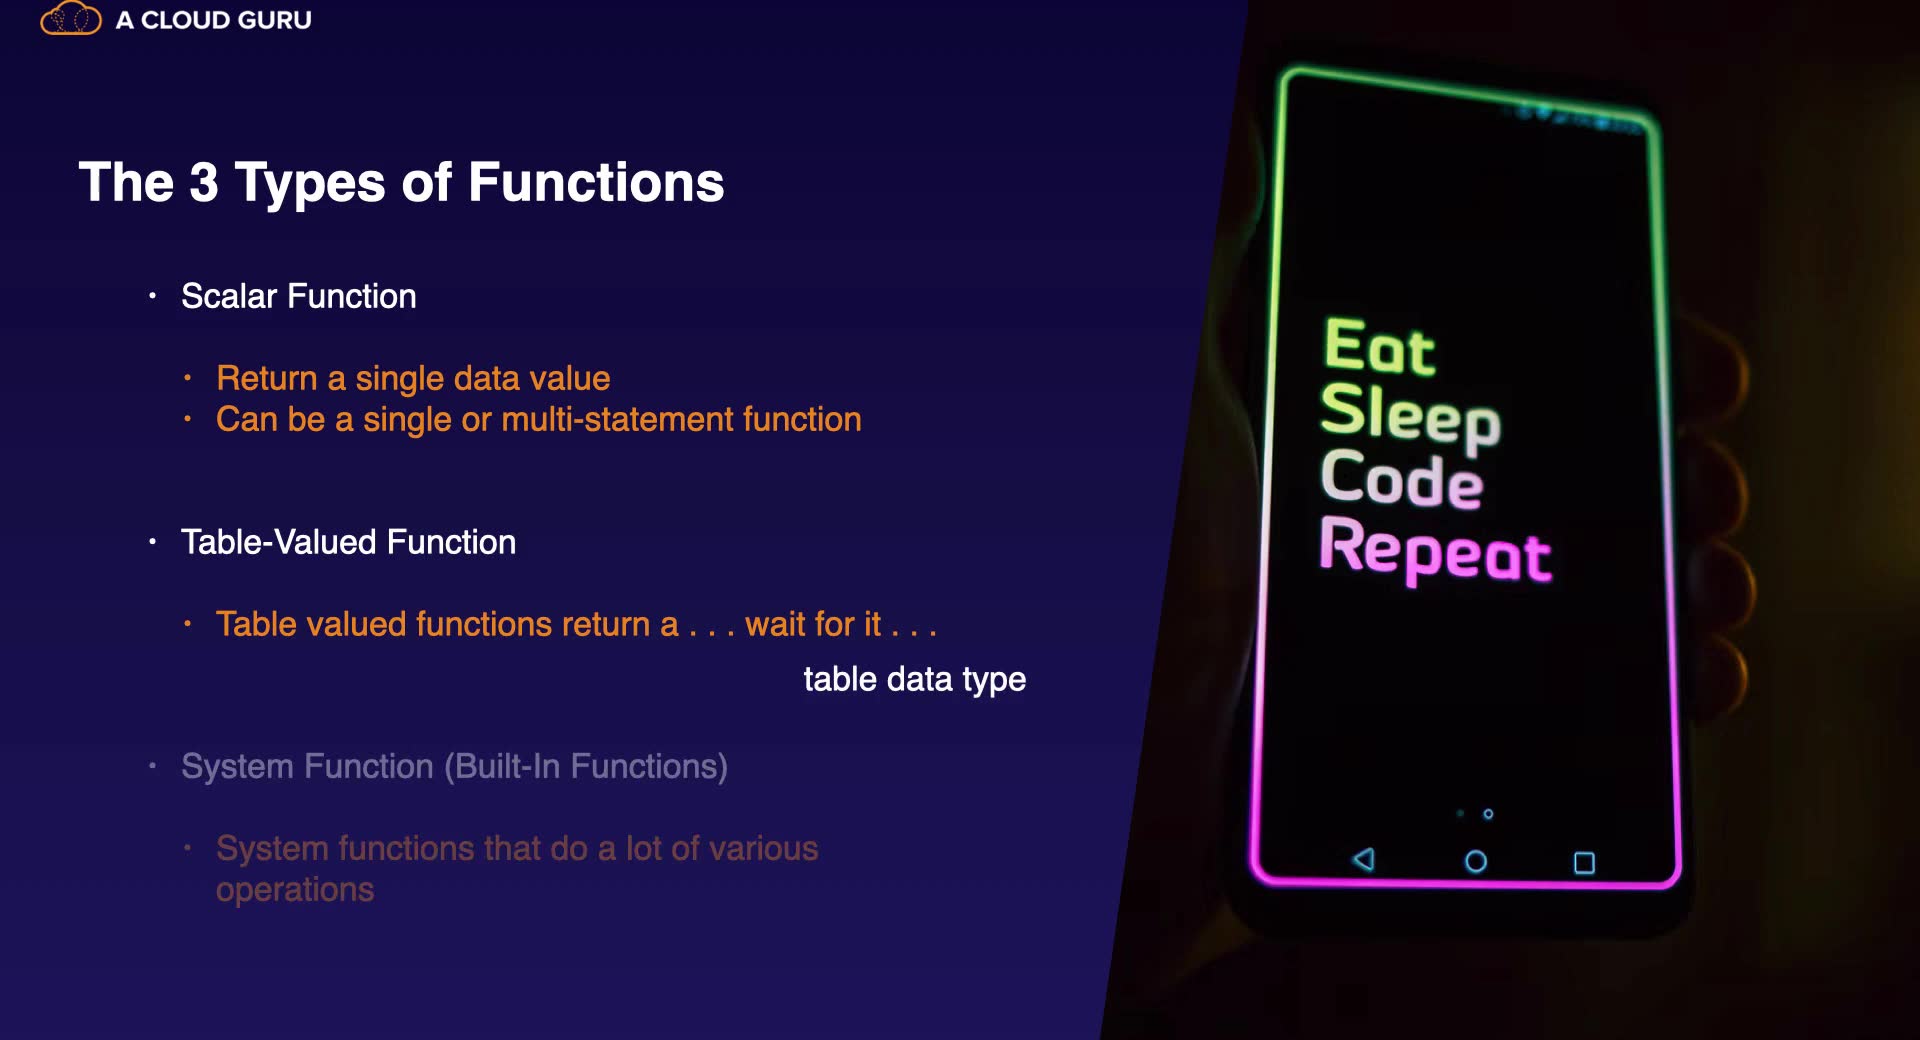 A CLOUD GURU
The 3 Types of Functions
• Scalar Function
• Return a single data value
• Can be a single or multi-statement function
• Table-Valued Function
• Table valued functions return a . . . wait for it . . .
table data type
• System Function (Built-In Functions)
• System functions that do a lot of various
operations
Eat
Sleep
Code
Repeat